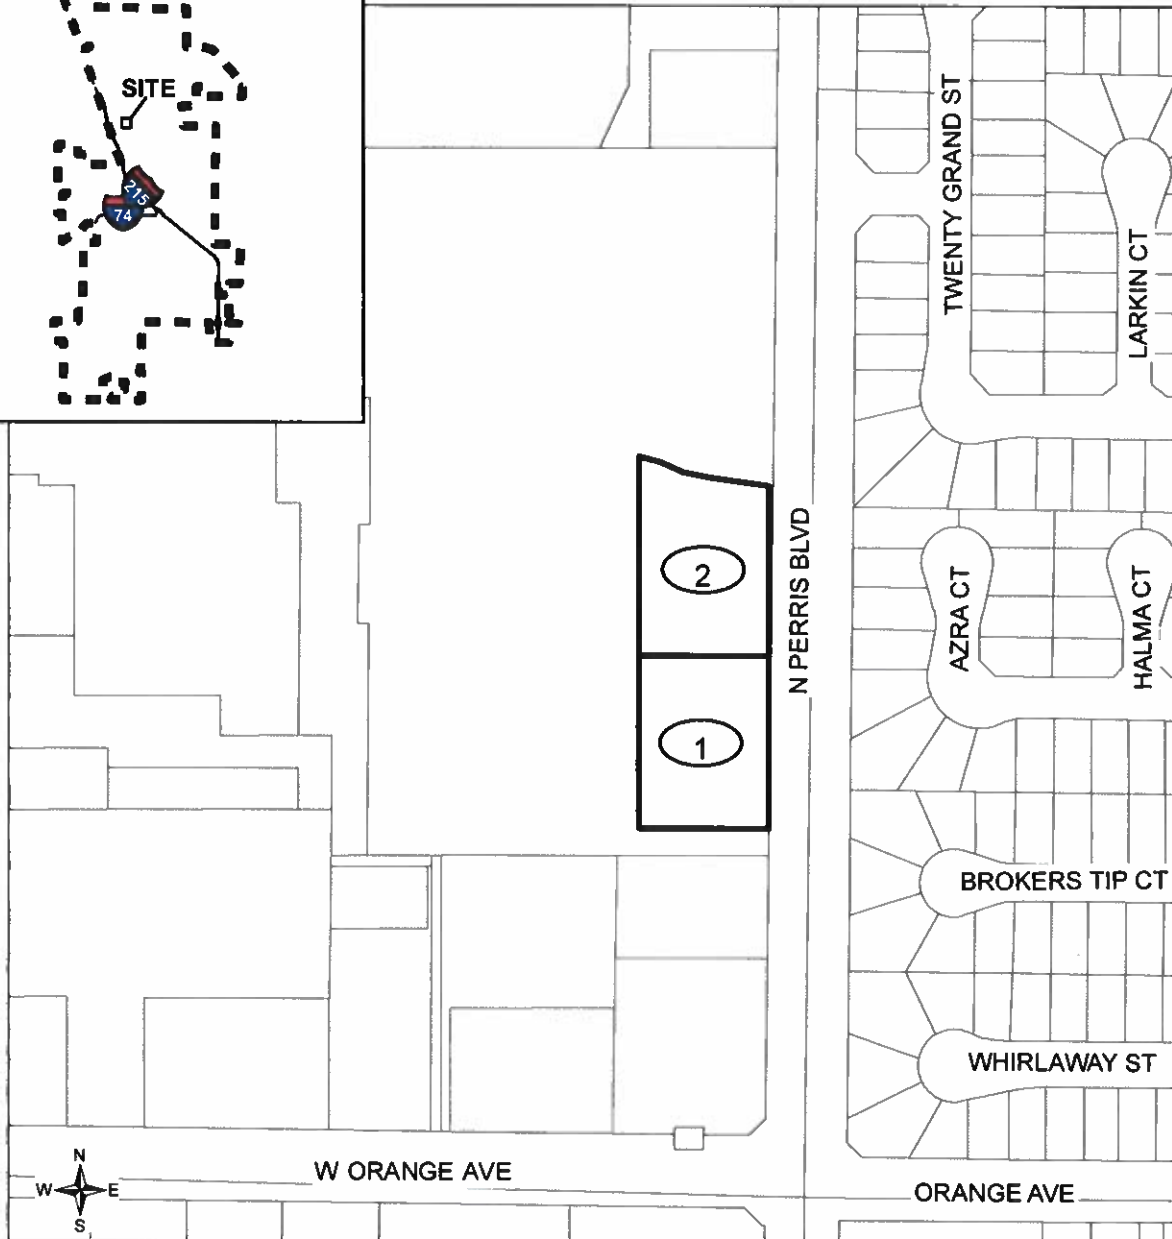 SITE
215
74
TWENTY GRAND ST
LARKIN CT
N PERRIS BLVD
2
AZRA CT
HALMA CT
1
BROKERS TIP CT
WHIRLAWAY ST
N
W E
S
W ORANGE AVE
ORANGE AVE